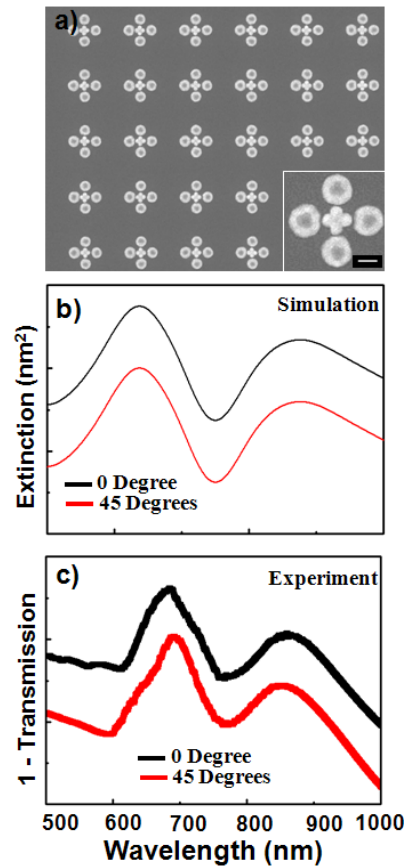 a)
b)
Simulation
Extinction (nm²)
0 Degree
45 Degrees
c)
Experiment
1 - Transmission
0 Degree
45 Degrees
500 600 700 800 900 1000
Wavelength (nm)